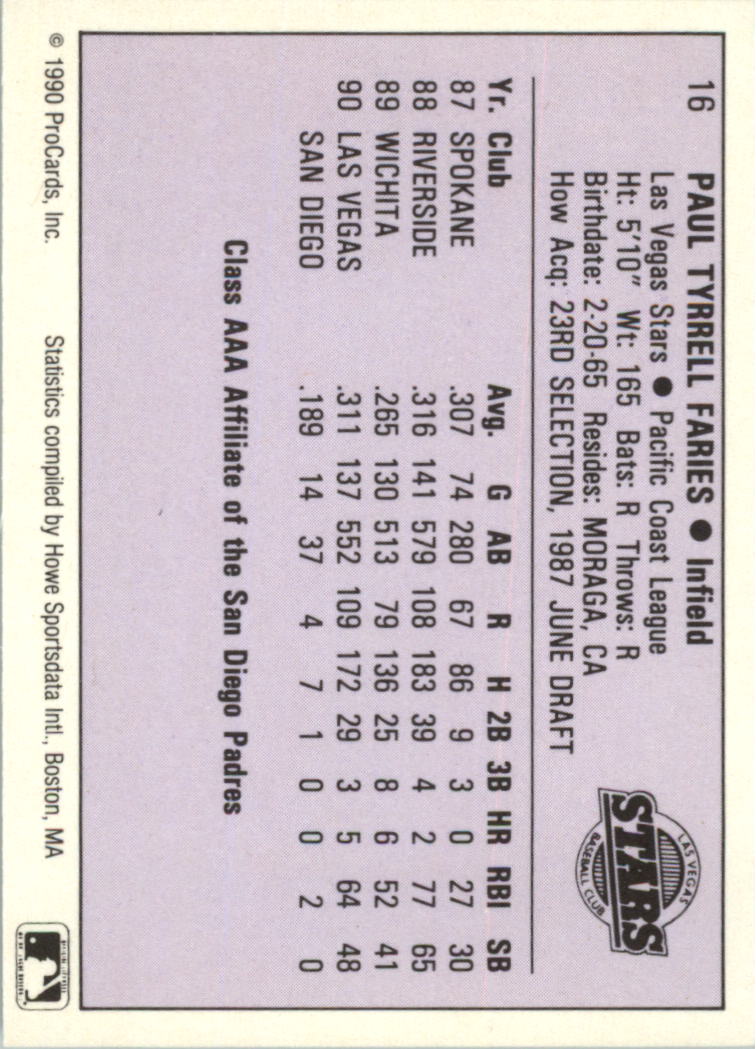 16 PAUL TYRRELL FARIES ● Infield
Las Vegas Stars ● Pacific Coast League
Ht: 5'10" Wt: 165 Bats: R Throws: R
Birthdate: 2-20-65 Resides: MORAGA, CA
How Acq: 23RD SELECTION, 1987 JUNE DRAFT
LAS VEGAS
STARS
BASEBALL CLUB
Yr. Club Avg. G AB R H 2B 3B HR RBI SB
87 SPOKANE .307 74 280 67 86 9 3 0 27 30
88 RIVERSIDE .316 141 579 108 183 39 4 2 77 65
89 WICHITA .265 130 513 79 136 25 8 6 52 41
90 LAS VEGAS .311 137 552 109 172 29 3 5 64 48
SAN DIEGO .189 14 37 4 7 1 0 0 2 0
Class AAA Affiliate of the San Diego Padres
© 1990 ProCards, Inc. Statistics compiled by Howe Sportsdata Intl., Boston, MA